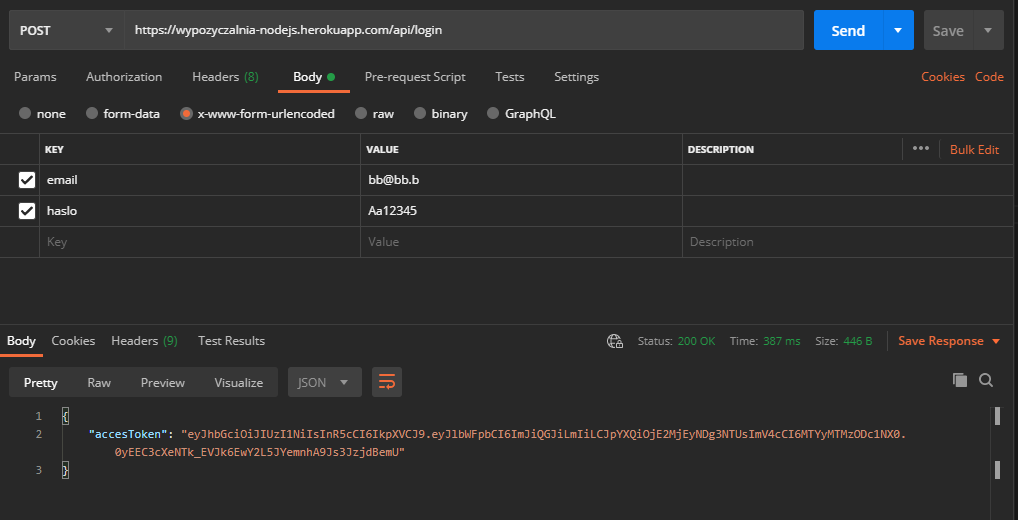 POST https://wypozyczalnia-nodejs.herokuapp.com/api/login Send Save
Params Authorization Headers (8) Body Pre-request Script Tests Settings Cookies Code
none form-data x-www-form-urlencoded raw binary GraphQL
KEY VALUE DESCRIPTION ••• Bulk Edit
email bb@bb.b
haslo Aa12345
Key Value Description
Body Cookies Headers (9) Test Results Status: 200 OK Time: 387 ms Size: 446 B Save Response
Pretty Raw Preview Visualize JSON
1 {
2 "accesToken": "eyJhbGciOiJIUzI1NiIsInR5cCI6IkpXVCJ9.eyJlbWFpbCI6ImJiQGJiLmIiLCJpYXQiOjE2MjEyNDg3NTUsImV4cCI6MTYyMTMzODc1NX0.
0yEEC3cXeNTk_EVJk6EwY2L5JYemnhA9Js3JzjdBemU"
3 }